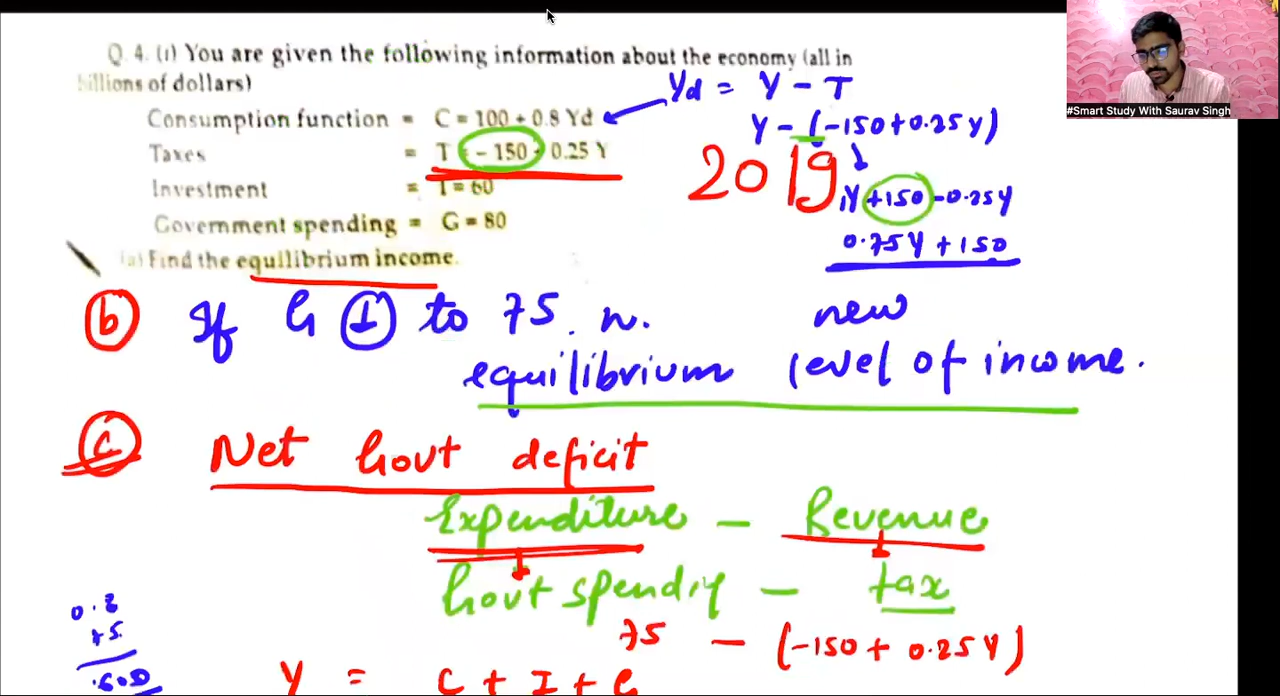 Q. 4. (i) You are given the following information about the economy (all in
billions of dollars)
Yd = Y - T
Consumption function = C = 100 + 0.8 Yd
Y - (-150+0.25Y)
Taxes = T = - 150 + 0.25 Y
2019
Y+150-0.25Y
Investment = I = 60
Government spending = G = 80
0.75Y+150
(a) Find the equilibrium income.
b If G ↓ to 75. n. new
equilibrium level of income.
c Net Govt deficit
Expenditure - Revenue
Govt spending - tax
75 - (-150+ 0.25Y)
0.8
75
.600
Y = C + I + G
#Smart Study With Saurav Singh